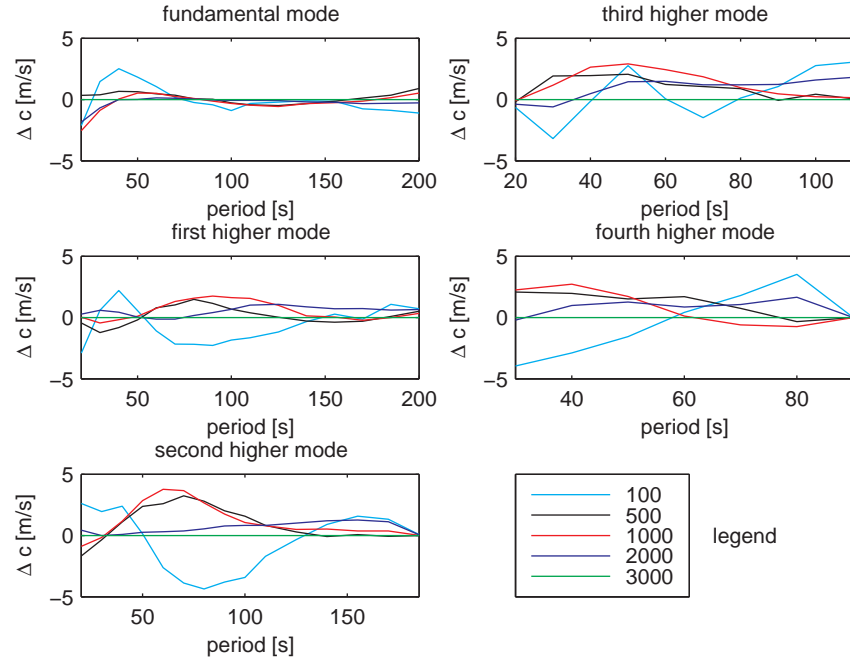 fundamental mode
5
0
−5
Δ c [m/s]
50 100 150 200
period [s]
third higher mode
5
0
−5
Δ c [m/s]
20 40 60 80 100
period [s]
first higher mode
5
0
−5
Δ c [m/s]
50 100 150 200
period [s]
fourth higher mode
5
0
−5
Δ c [m/s]
40 60 80
period [s]
second higher mode
5
0
−5
Δ c [m/s]
50 100 150
period [s]
100
500
1000
2000
3000
legend